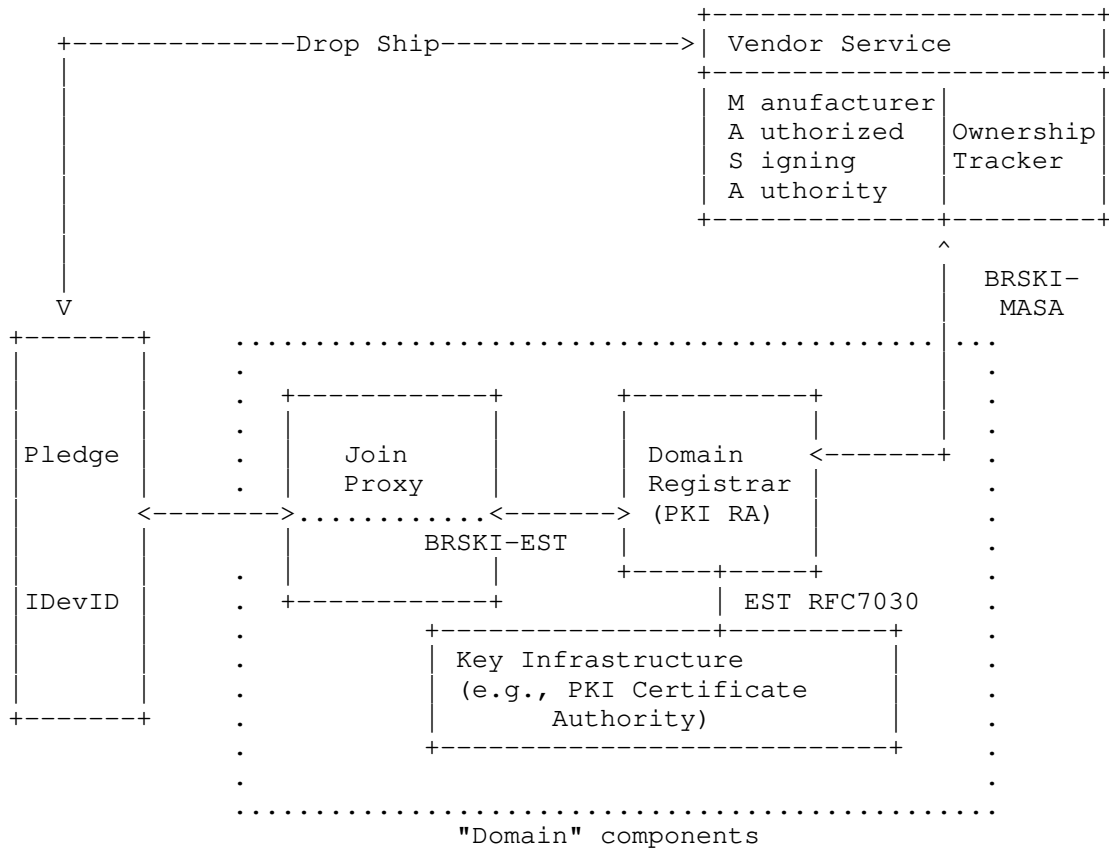 Drop Ship
Vendor Service
M anufacturer
A uthorized
S igning
A uthority
Ownership
Tracker
V
BRSKI-
MASA
Pledge
IDevID
Join
Proxy
BRSKI-EST
Domain
Registrar
(PKI RA)
EST RFC7030
Key Infrastructure
(e.g., PKI Certificate
Authority)
"Domain" components